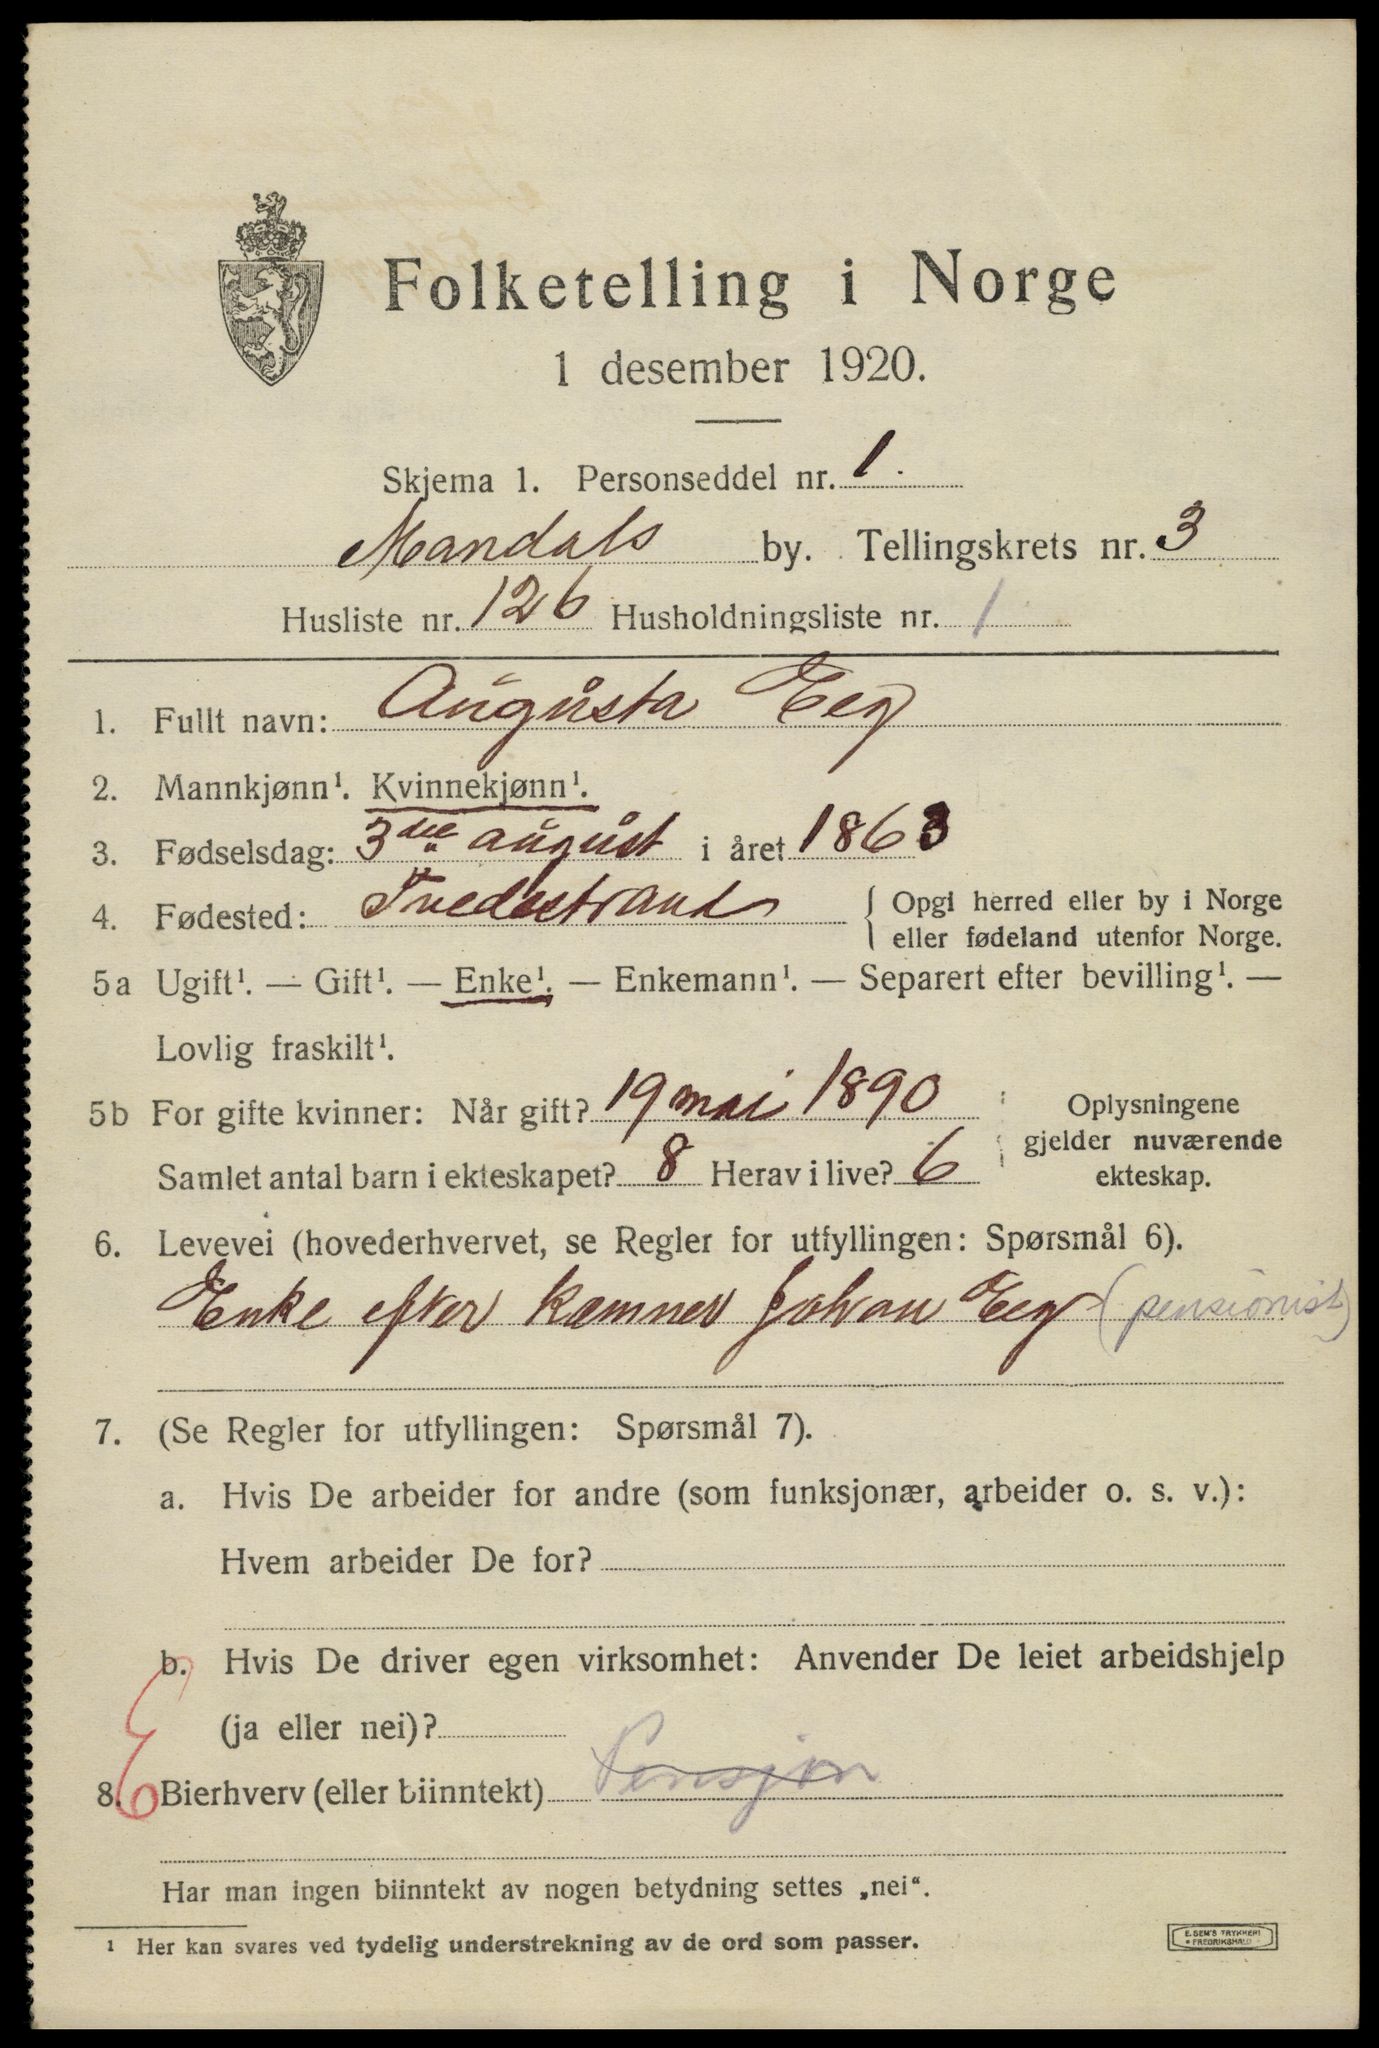 Folketelling i Norge
1 desember 1920.
Skjema 1. Personseddel nr. 1.
Mandals by. Tellingskrets nr. 3
Husliste nr. 126 Husholdningsliste nr. 1
1. Fullt navn: Augusta Eeg
2. Mannkjønn¹. Kvinnekjønn¹.
3. Fødselsdag: 3die august i året 1863
4. Fødested: Tvedestrand { Opgi herred eller by i Norge
eller fødeland utenfor Norge.
5a Ugift¹. — Gift¹. — Enke¹. — Enkemann¹. — Separert efter bevilling¹. —
Lovlig fraskilt¹.
5b For gifte kvinner: Når gift? 19 mai 1890 Oplysningene
gjelder nuværende
Samlet antal barn i ekteskapet? 8 Herav i live? 6 ekteskap.
6. Levevei (hovederhvervet, se Regler for utfyllingen: Spørsmål 6).
Enke efter kæmner Johan Eeg (pensionist)
7. (Se Regler for utfyllingen: Spørsmål 7).
a. Hvis De arbeider for andre (som funksjonær, arbeider o. s. v.):
Hvem arbeider De for?
b. Hvis De driver egen virksomhet: Anvender De leiet arbeidshjelp
(ja eller nei)?
8. Bierhverv (eller biinntekt) Pensjon
Har man ingen biinntekt av nogen betydning settes „nei“.
¹ Her kan svares ved tydelig understrekning av de ord som passer.
E. SEM'S TRYKKERI
FREDRIKSHALD